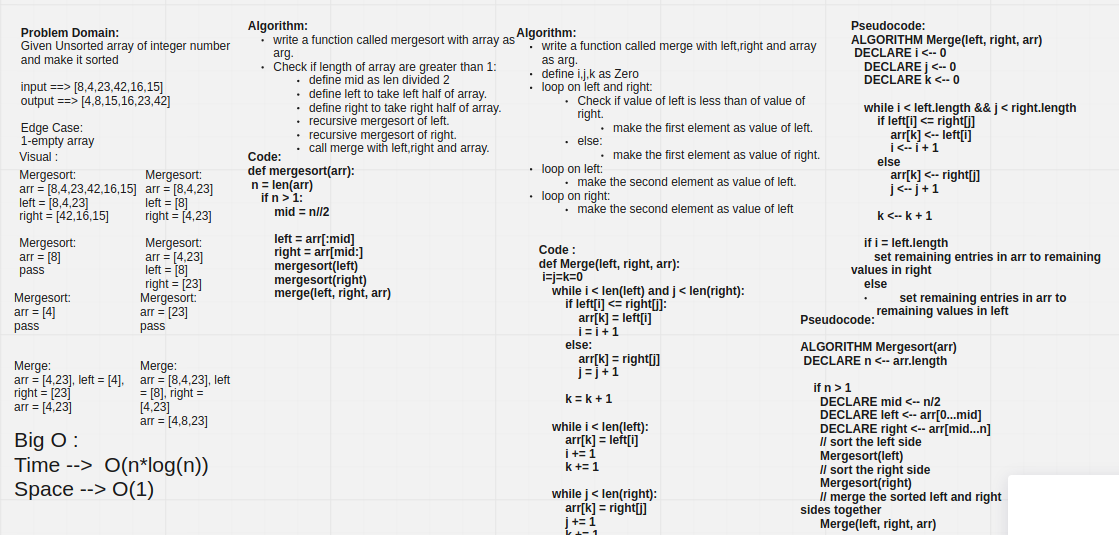 Problem Domain:
Given Unsorted array of integer number
and make it sorted
input ==> [8,4,23,42,16,15]
output ==> [4,8,15,16,23,42]
Edge Case:
1-empty array
Visual :
Mergesort:
arr = [8,4,23,42,16,15]
left = [8,4,23]
right = [42,16,15]
Mergesort:
arr = [8,4,23]
left = [8]
right = [4,23]
Mergesort:
arr = [8]
pass
Mergesort:
arr = [4,23]
left = [8]
right = [23]
Mergesort:
arr = [4]
pass
Mergesort:
arr = [23]
pass
Merge:
arr = [4,23], left = [4],
right = [23]
arr = [4,23]
Merge:
arr = [8,4,23], left
= [8], right =
[4,23]
arr = [4,8,23]
Big O :
Time --> O(n*log(n))
Space --> O(1)
Algorithm:
• write a function called mergesort with array as
arg.
• Check if length of array are greater than 1:
• define mid as len divided 2
• define left to take left half of array.
• define right to take right half of array.
• recursive mergesort of left.
• recursive mergesort of right.
• call merge with left,right and array.
Code:
def mergesort(arr):
n = len(arr)
if n > 1:
mid = n//2
left = arr[:mid]
right = arr[mid:]
mergesort(left)
mergesort(right)
merge(left, right, arr)
Algorithm:
• write a function called merge with left,right and array
as arg.
• define i,j,k as Zero
• loop on left and right:
• Check if value of left is less than of value of
right.
• make the first element as value of left.
• else:
• make the first element as value of right.
• loop on left:
• make the second element as value of left.
• loop on right:
• make the second element as value of left
Code :
def Merge(left, right, arr):
i=j=k=0
while i < len(left) and j < len(right):
if left[i] <= right[j]:
arr[k] = left[i]
i = i + 1
else:
arr[k] = right[j]
j = j + 1
k = k + 1
while i < len(left):
arr[k] = left[i]
i += 1
k += 1
while j < len(right):
arr[k] = right[j]
j += 1
k += 1
Pseudocode:
ALGORITHM Merge(left, right, arr)
DECLARE i <-- 0
DECLARE j <-- 0
DECLARE k <-- 0
while i < left.length && j < right.length
if left[i] <= right[j]
arr[k] <-- left[i]
i <-- i + 1
else
arr[k] <-- right[j]
j <-- j + 1
k <-- k + 1
if i = left.length
set remaining entries in arr to remaining
values in right
else
• set remaining entries in arr to
remaining values in left
Pseudocode:
ALGORITHM Mergesort(arr)
DECLARE n <-- arr.length
if n > 1
DECLARE mid <-- n/2
DECLARE left <-- arr[0...mid]
DECLARE right <-- arr[mid...n]
// sort the left side
Mergesort(left)
// sort the right side
Mergesort(right)
// merge the sorted left and right
sides together
Merge(left, right, arr)